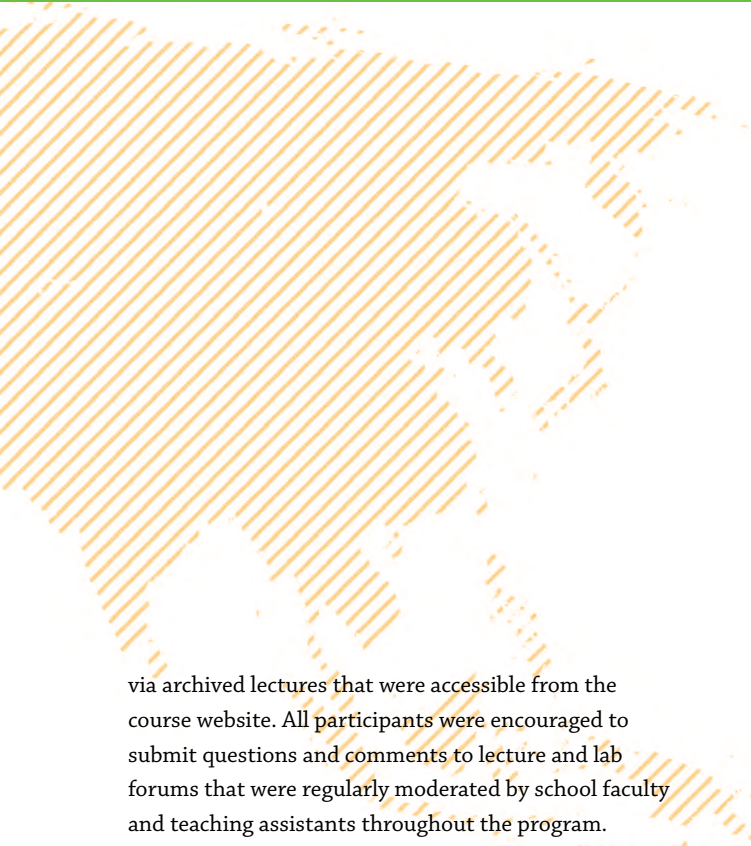 via archived lectures that were accessible from the
course website. All participants were encouraged to
submit questions and comments to lecture and lab
forums that were regularly moderated by school faculty
and teaching assistants throughout the program.